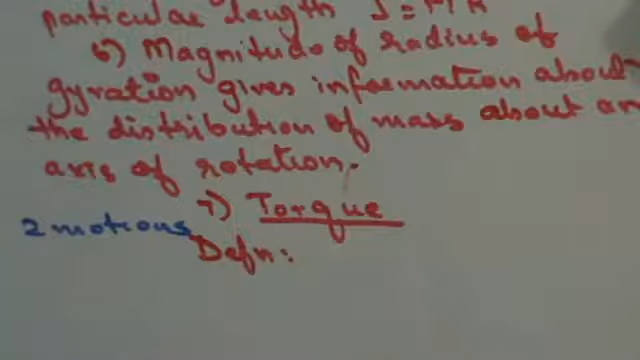 particular length
6) Magnitude of radius of
gyration gives information about
the distribution of mass about an
axis of rotation.
7) Torque
2 motions
Defn: